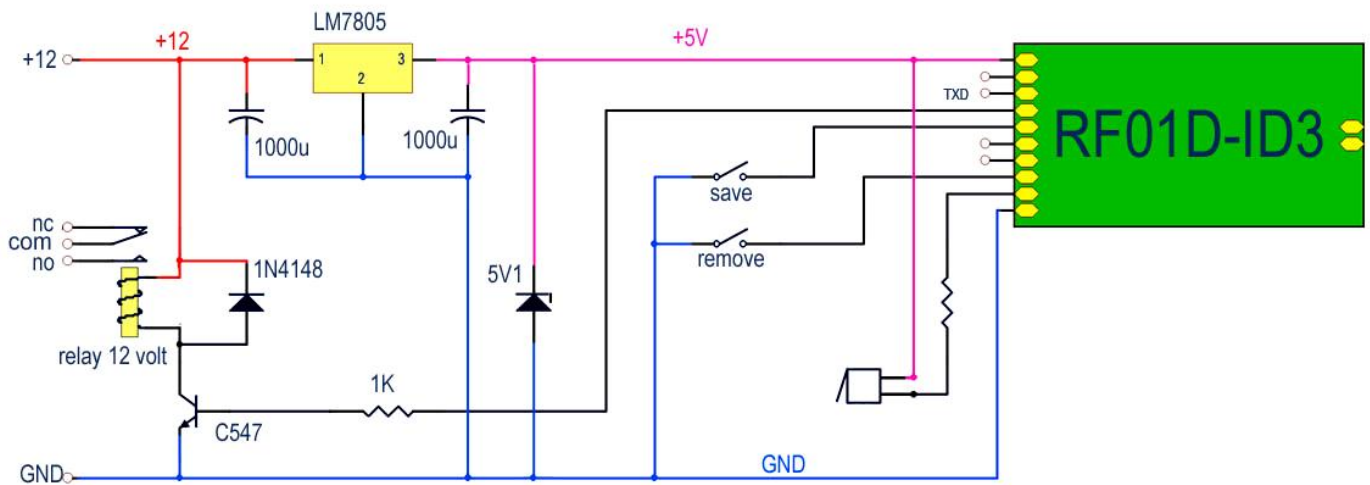 LM7805
+12
+5V
+12
1
3
2
TXD
1000u
1000u
RF01D-ID3
save
nc
com
no
remove
1N4148
5V1
relay 12 volt
1K
C547
GND
GND